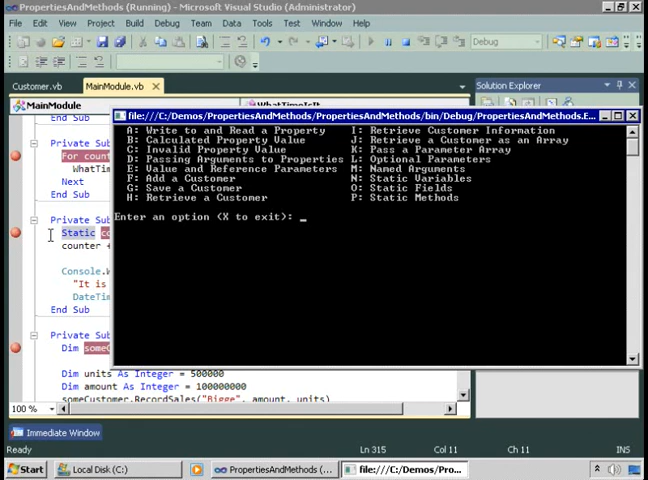 PropertiesAndMethods (Running) - Microsoft Visual Studio (Administrator)
File Edit View Project Build Debug Team Data Tools Test Window Help
Debug
Customer.vb MainModule.vb
Solution Explorer
MainModule
WhatTimeIsIt
file:///C:/Demos/PropertiesAndMethods/PropertiesAndMethods/bin/Debug/PropertiesAndMethods.E...
End Sub
Private Sub
For count
WhatTime
Next
End Sub
Private Sub
Static co
counter +
Console.W
"It is
DateTim
End Sub
Private Sub
Dim some
A: Write to and Read a Property I: Retrieve Customer Information
B: Calculated Property Value J: Retrieve a Customer as an Array
C: Invalid Property Value K: Pass a Parameter Array
D: Passing Arguments to Properties L: Optional Parameters
E: Value and Reference Parameters M: Named Arguments
F: Add a Customer N: Static Variables
G: Save a Customer O: Static Fields
H: Retrieve a Customer P: Static Methods
Enter an option (X to exit): _
Dim units As Integer = 500000
Dim amount As Integer = 100000000
someCustomer.RecordSales("Bigge", amount, units)
100 %
Immediate Window
Ready Ln 315 Col 11 Ch 11 INS
Start Local Disk (C:) PropertiesAndMethods (... file:///C:/Demos/Pro...